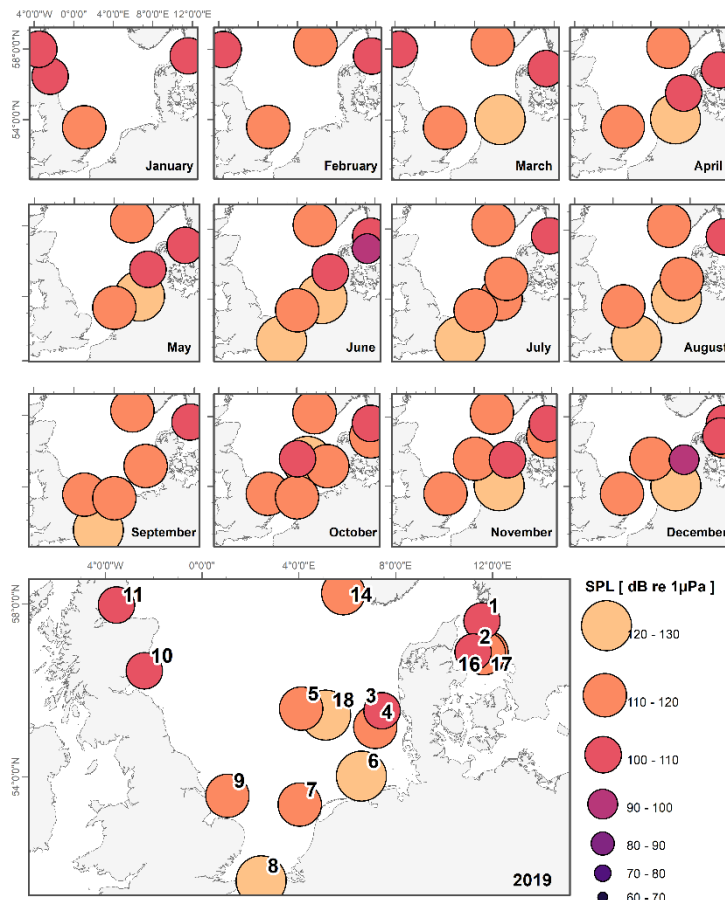 4°0'0"W 0°0'0" 4°0'0"E 8°0'0"E 12°0'0"E
58°0'0"N
54°0'0"N
January
February
March
April
May
June
July
August
September
October
November
December
4°0'0"W 0°0'0" 4°0'0"E 8°0'0"E 12°0'0"E
58°0'0"N
54°0'0"N
11
14
1
10
2
16
17
5
18
3
4
6
9
7
8
2019
SPL [ dB re 1µPa ]
120 - 130
110 - 120
100 - 110
90 - 100
80 - 90
70 - 80
60 - 70